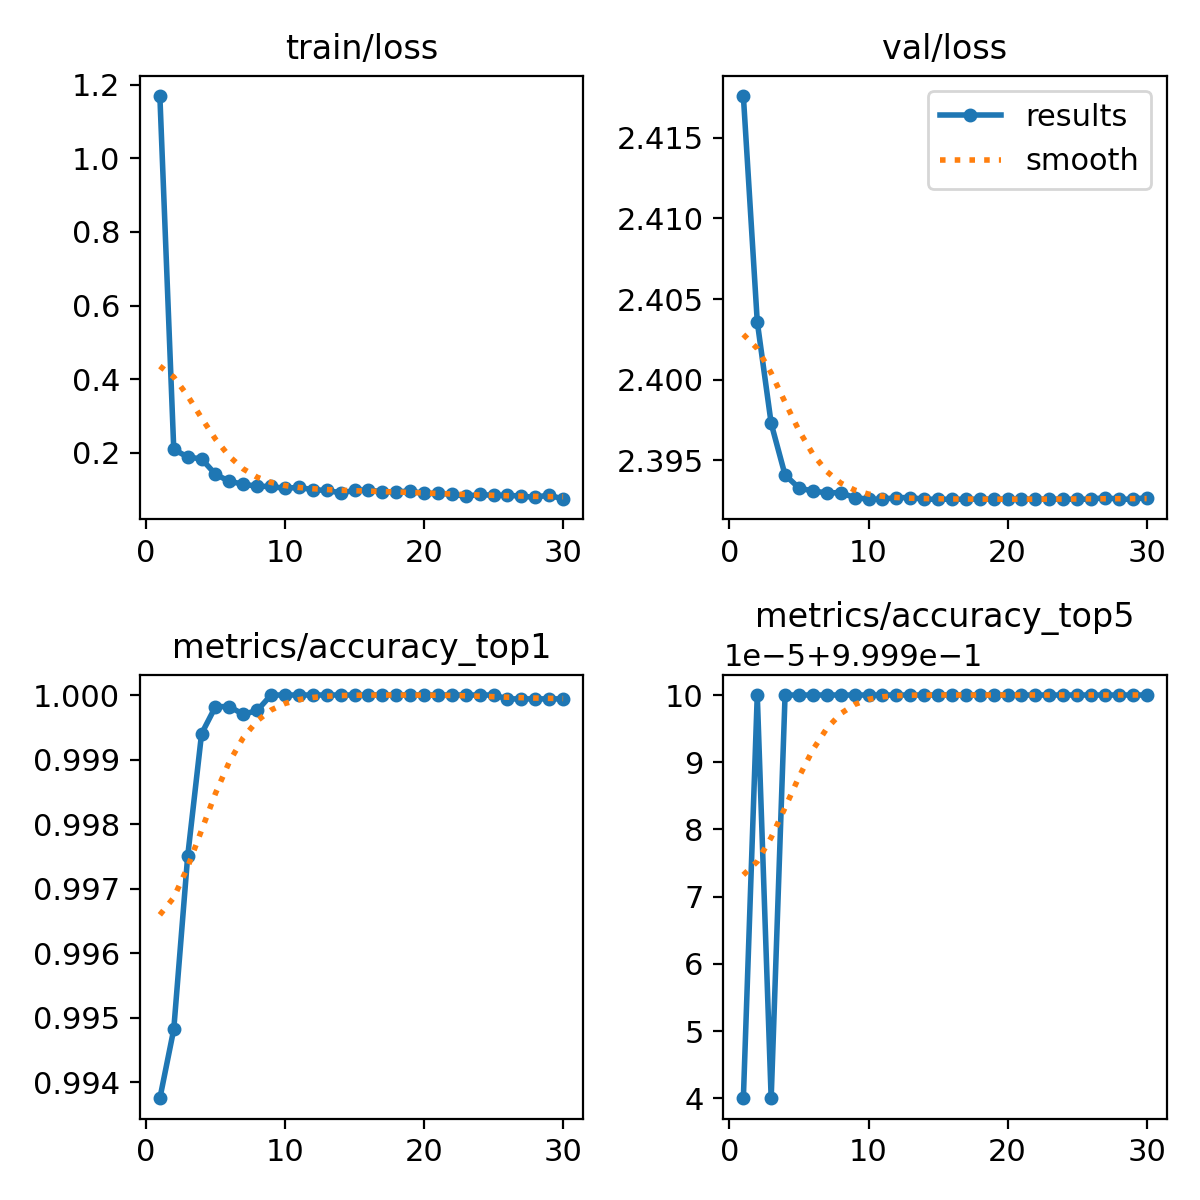 train/loss
1.2
1.0
0.8
0.6
0.4
0.2
0 10 20 30
val/loss
results
smooth
2.415
2.410
2.405
2.400
2.395
0 10 20 30
metrics/accuracy_top1
1.000
0.999
0.998
0.997
0.996
0.995
0.994
0 10 20 30
metrics/accuracy_top5
1e−5+9.999e−1
10
9
8
7
6
5
4
0 10 20 30